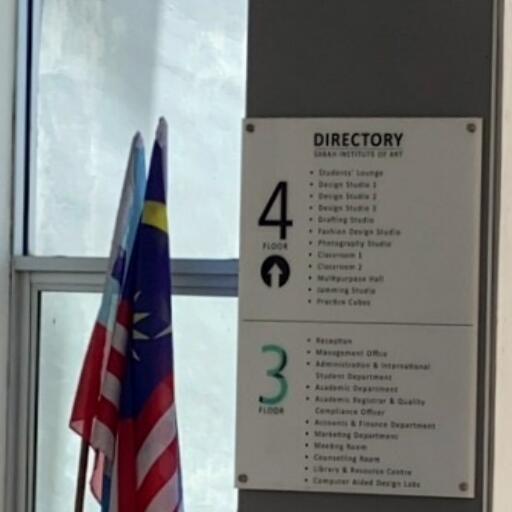 DIRECTORY
SABAH INSTITUTE OF ART
4
FLOOR
• Students' Lounge
• Design Studio 1
• Design Studio 2
• Design Studio 3
• Drafting Studio
• Fashion Design Studio
• Photography Studio
• Classroom 1
• Classroom 2
• Multipurpose Hall
• Jamming Studio
• Practice Cubes
3
FLOOR
• Reception
• Management Office
• Administration & International
Student Department
• Academic Department
• Academic Registrar & Quality
Compliance Officer
• Accounts & Finance Department
• Marketing Department
• Meeting Room
• Counselling Room
• Library & Resource Centre
• Computer Aided Design Labs